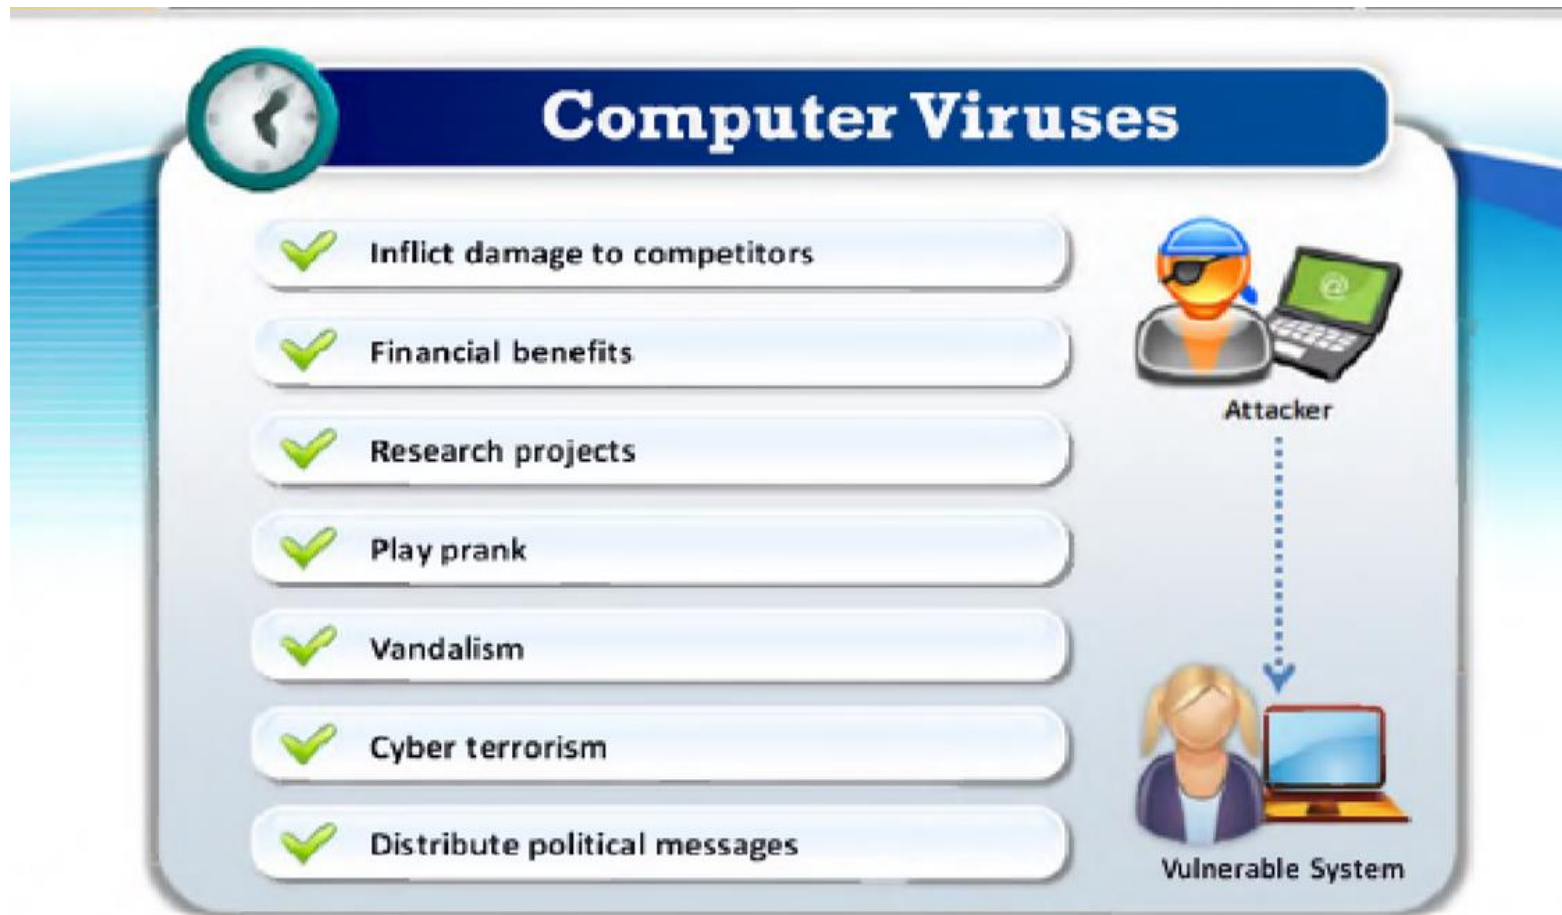 Computer Viruses
Inflict damage to competitors
Financial benefits
Research projects
Play prank
Vandalism
Cyber terrorism
Distribute political messages
@
Attacker
Vulnerable System